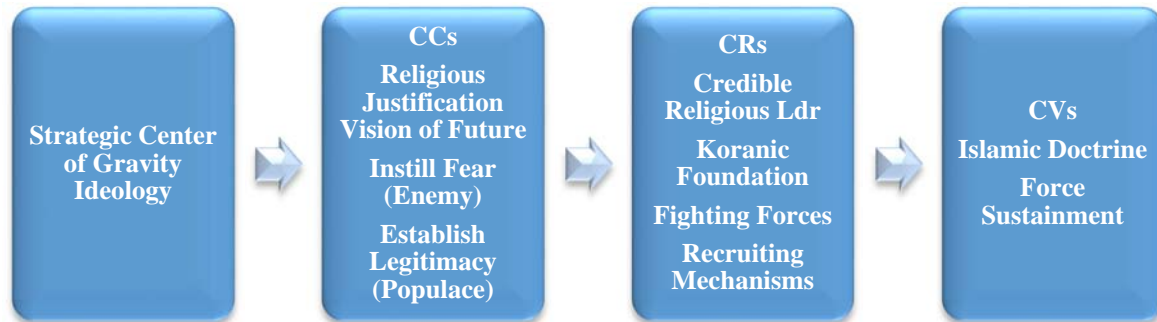 Strategic Center
of Gravity
Ideology
CCs
Religious
Justification
Vision of Future
Instill Fear
(Enemy)
Establish
Legitimacy
(Populace)
CRs
Credible
Religious Ldr
Koranic
Foundation
Fighting Forces
Recruiting
Mechanisms
CVs
Islamic Doctrine
Force
Sustainment